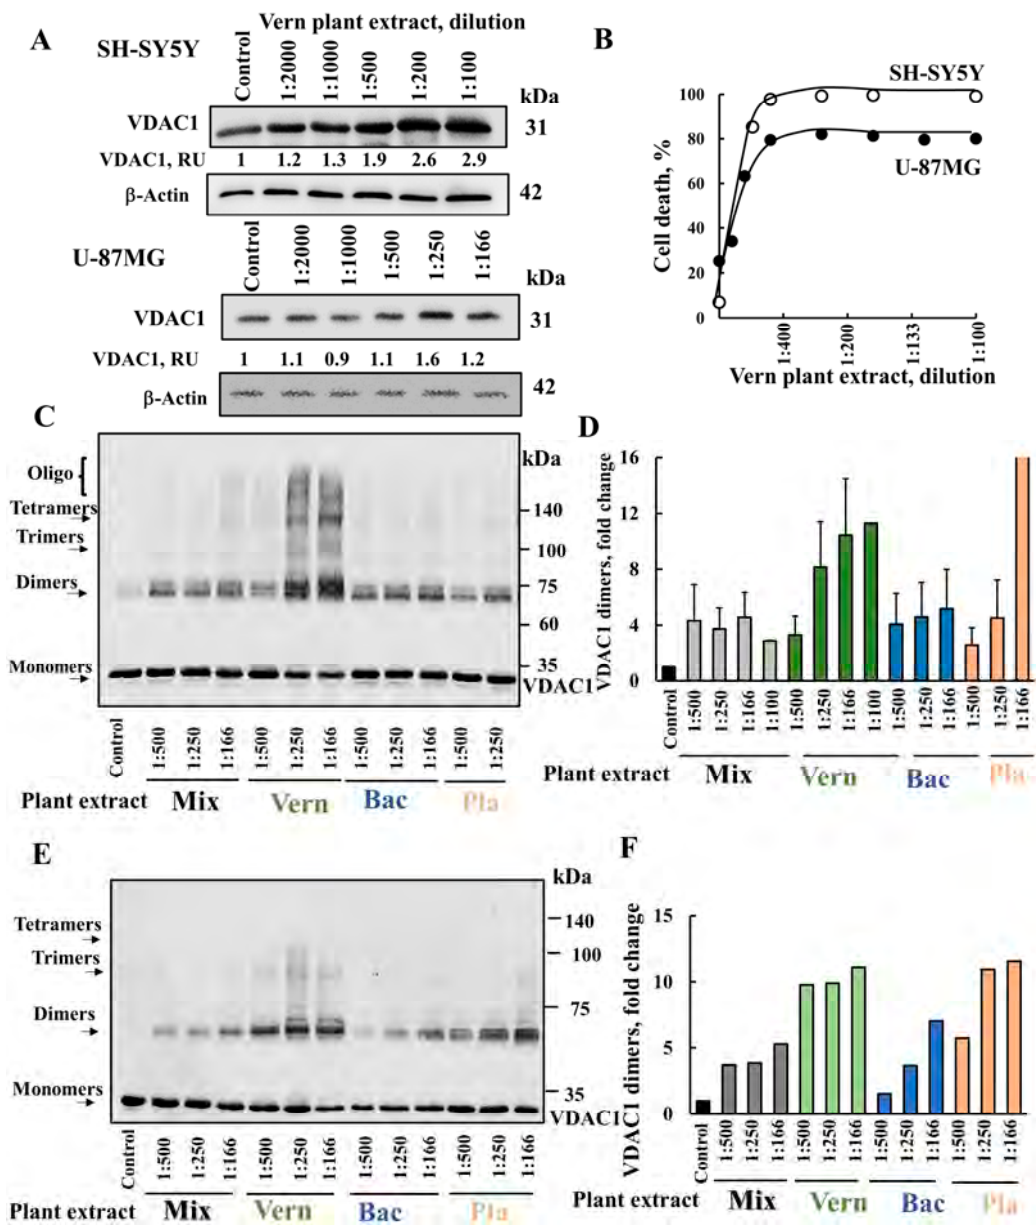 A
Vern plant extract, dilution
SH-SY5Y
Control
1:2000
1:1000
1:500
1:200
1:100
kDa
VDAC1
31
VDAC1, RU 1 1.2 1.3 1.9 2.6 2.9
β-Actin
42
U-87MG
Control
1:2000
1:1000
1:500
1:250
1:166
kDa
VDAC1
31
VDAC1, RU 1 1.1 0.9 1.1 1.6 1.2
β-Actin
42
B
Cell death, %
100
80
60
40
20
0
SH-SY5Y
U-87MG
1:400
1:200
1:133
1:100
Vern plant extract, dilution
C
kDa
Oligo
Tetramers
Trimers
Dimers
Monomers
140
100
75
60
35
VDAC1
Control
1:500
1:250
1:166
1:500
1:250
1:166
1:500
1:250
1:166
1:500
1:250
Plant extract Mix Vern Bac Pla
D
VDAC1 dimers, fold change
16
12
8
4
0
Control
1:500
1:250
1:166
1:100
1:500
1:250
1:166
1:100
1:500
1:250
1:166
1:500
1:250
1:166
Plant extract Mix Vern Bac Pla
E
kDa
Tetramers
Trimers
Dimers
Monomers
140
100
75
35
VDAC1
Control
1:500
1:250
1:166
1:500
1:250
1:166
1:500
1:250
1:166
1:500
1:250
1:166
Plant extract Mix Vern Bac Pla
F
VDAC1 dimers, fold change
15
10
5
0
Control
1:500
1:250
1:166
1:500
1:250
1:166
1:500
1:250
1:166
1:500
1:250
1:166
Plant extract Mix Vern Bac Pla